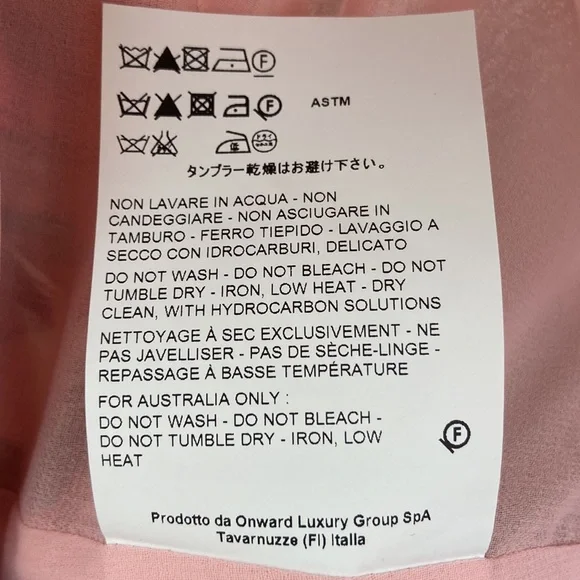 F
F ASTM
ドライ
タンブラー乾燥はお避け下さい。
NON LAVARE IN ACQUA - NON
CANDEGGIARE - NON ASCIUGARE IN
TAMBURO - FERRO TIEPIDO - LAVAGGIO A
SECCO CON IDROCARBURI, DELICATO
DO NOT WASH - DO NOT BLEACH - DO NOT
TUMBLE DRY - IRON, LOW HEAT - DRY
CLEAN, WITH HYDROCARBON SOLUTIONS
NETTOYAGE À SEC EXCLUSIVEMENT - NE
PAS JAVELLISER - PAS DE SÈCHE-LINGE -
REPASSAGE À BASSE TEMPÉRATURE
FOR AUSTRALIA ONLY :
DO NOT WASH - DO NOT BLEACH -
DO NOT TUMBLE DRY - IRON, LOW
HEAT
F
Prodotto da Onward Luxury Group SpA
Tavarnuzze (FI) Italia